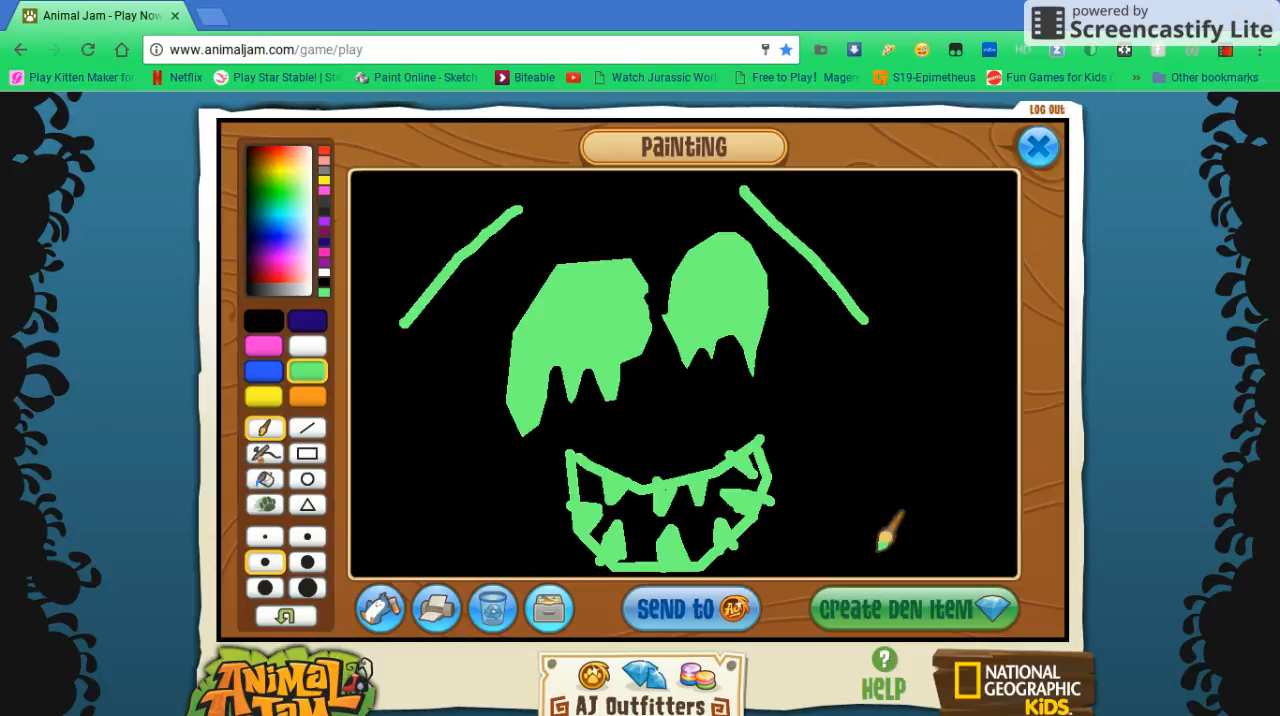 Animal Jam - Play Now
powered by
Screencastify Lite
www.animaljam.com/game/play
Play Kitten Maker for
Netflix
Play Star Stable! | Sta
Paint Online - Sketch
Biteable
Watch Jurassic Worl
Free to Play! Magen
S19-Epimetheus
Fun Games for Kids
Other bookmarks
LOG OUT
PAINTING
SEND TO AJ
CREATE DEN ITEM
ANIMAL
JAM
AJ OUTFITTERS
?
HELP
NATIONAL
GEOGRAPHIC
KiDS